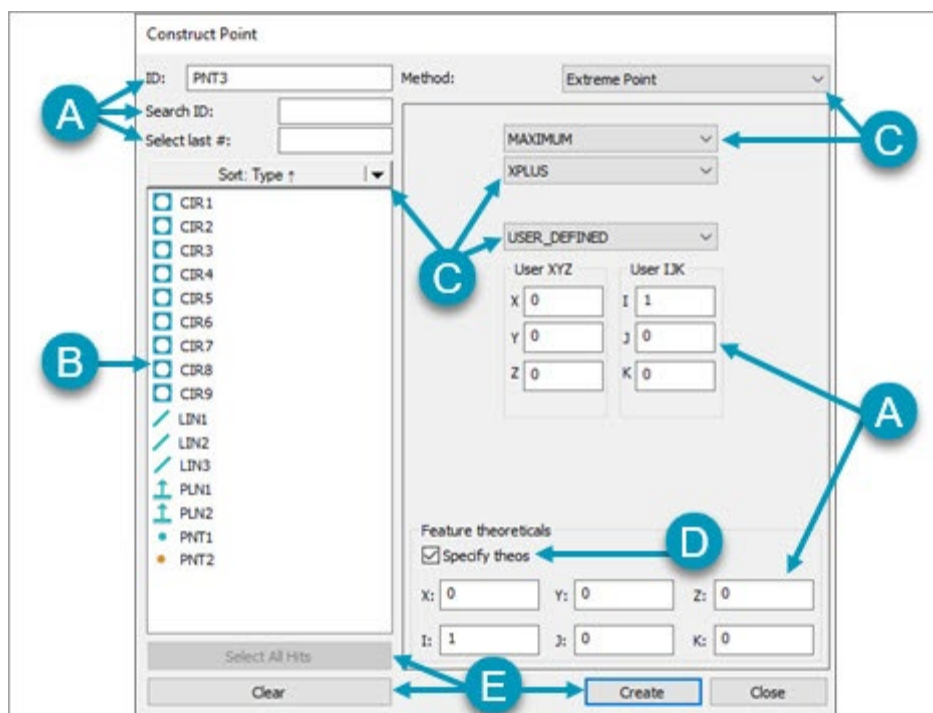 Construct Point
ID: PNT3 Method: Extreme Point
A
Search ID:
Select last #:
C
MAXIMUM
Sort: Type ↑ XPLUS
CIR1
CIR2
CIR3
C
USER_DEFINED
CIR4
User XYZ User IJK
CIR5 X 0 I 1
CIR6
CIR7 Y 0 J 0
B
CIR8 Z 0 K 0
CIR9
A
LIN1
LIN2
LIN3
PLN1
PLN2 Feature theoreticals
PNT1 Specify theos D
PNT2
X: 0 Y: 0 Z: 0
I: 1 J: 0 K: 0
Select All Hits
E
Clear Create Close